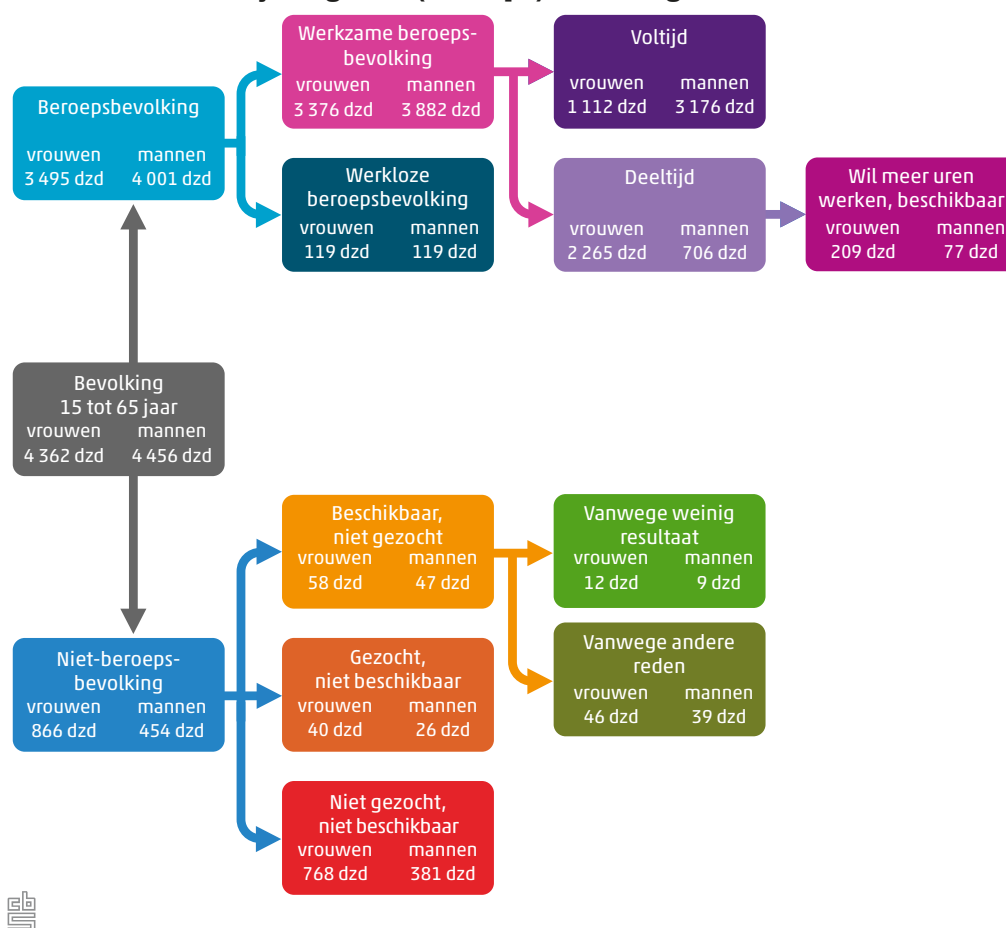 Werkzame beroeps-
bevolking
vrouwen mannen
3 376 dzd 3 882 dzd
Voltijd
vrouwen mannen
1 112 dzd 3 176 dzd
Beroepsbevolking
vrouwen mannen
3 495 dzd 4 001 dzd
Werkloze
beroepsbevolking
vrouwen mannen
119 dzd 119 dzd
Deeltijd
vrouwen mannen
2 265 dzd 706 dzd
Wil meer uren
werken, beschikbaar
vrouwen mannen
209 dzd 77 dzd
Bevolking
15 tot 65 jaar
vrouwen mannen
4 362 dzd 4 456 dzd
Beschikbaar,
niet gezocht
vrouwen mannen
58 dzd 47 dzd
Vanwege weinig
resultaat
vrouwen mannen
12 dzd 9 dzd
Niet-beroeps-
bevolking
vrouwen mannen
866 dzd 454 dzd
Gezocht,
niet beschikbaar
vrouwen mannen
40 dzd 26 dzd
Vanwege andere
reden
vrouwen mannen
46 dzd 39 dzd
Niet gezocht,
niet beschikbaar
vrouwen mannen
768 dzd 381 dzd